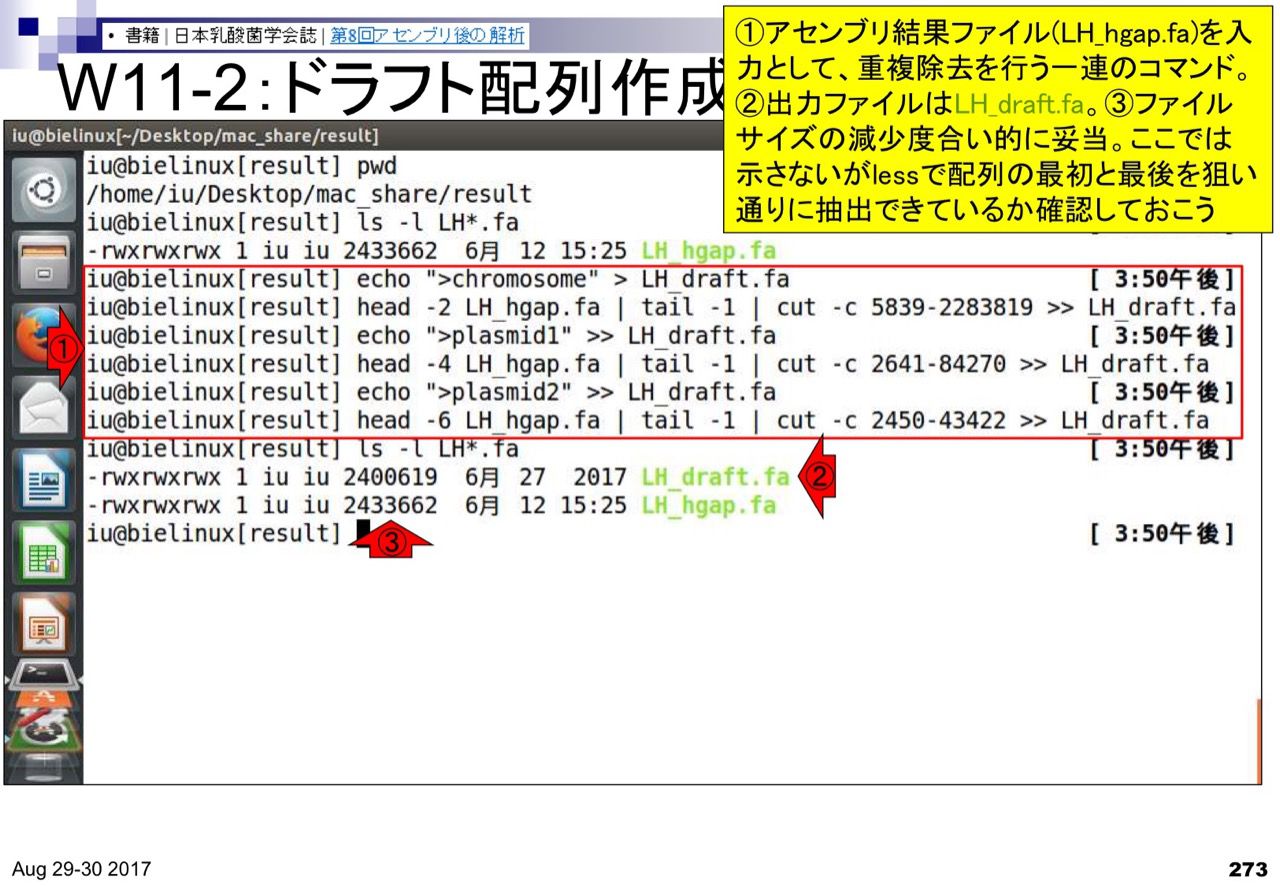 ・ 書籍 | 日本乳酸菌学会誌 | 第8回アセンブリ後の解析
W11-2：ドラフト配列作成
①アセンブリ結果ファイル(LH_hgap.fa)を入
力として、重複除去を行う一連のコマンド。
②出力ファイルはLH_draft.fa。③ファイル
サイズの減少度合い的に妥当。ここでは
示さないがlessで配列の最初と最後を狙い
通りに抽出できているか確認しておこう
iu@bielinux[~/Desktop/mac_share/result]
iu@bielinux[result] pwd
/home/iu/Desktop/mac_share/result
iu@bielinux[result] ls -l LH*.fa
-rwxrwxrwx 1 iu iu 2433662 6月 12 15:25 LH_hgap.fa
iu@bielinux[result] echo ">chromosome" > LH_draft.fa [ 3:50午後]
iu@bielinux[result] head -2 LH_hgap.fa | tail -1 | cut -c 5839-2283819 >> LH_draft.fa
iu@bielinux[result] echo ">plasmid1" >> LH_draft.fa [ 3:50午後]
iu@bielinux[result] head -4 LH_hgap.fa | tail -1 | cut -c 2641-84270 >> LH_draft.fa
iu@bielinux[result] echo ">plasmid2" >> LH_draft.fa [ 3:50午後]
iu@bielinux[result] head -6 LH_hgap.fa | tail -1 | cut -c 2450-43422 >> LH_draft.fa
iu@bielinux[result] ls -l LH*.fa [ 3:50午後]
-rwxrwxrwx 1 iu iu 2400619 6月 27 2017 LH_draft.fa
-rwxrwxrwx 1 iu iu 2433662 6月 12 15:25 LH_hgap.fa
iu@bielinux[result] [ 3:50午後]
①
②
③
Aug 29-30 2017
273